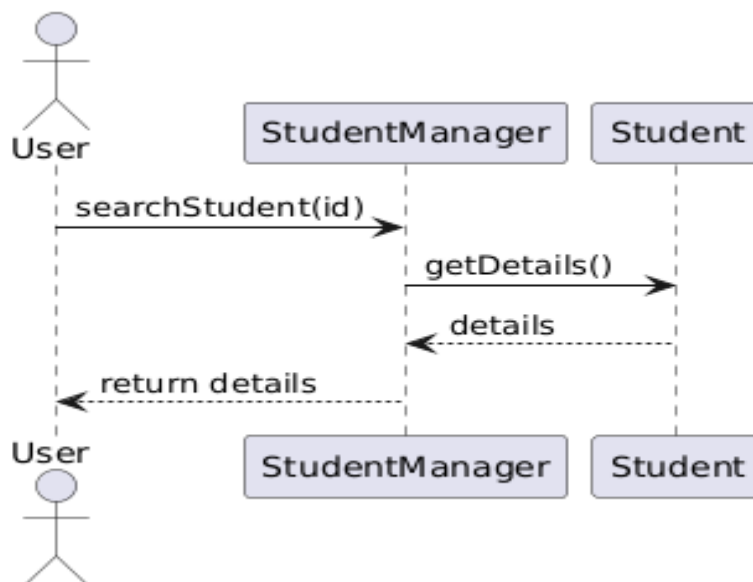 User
StudentManager
Student
searchStudent(id)
getDetails()
details
return details
User
StudentManager
Student